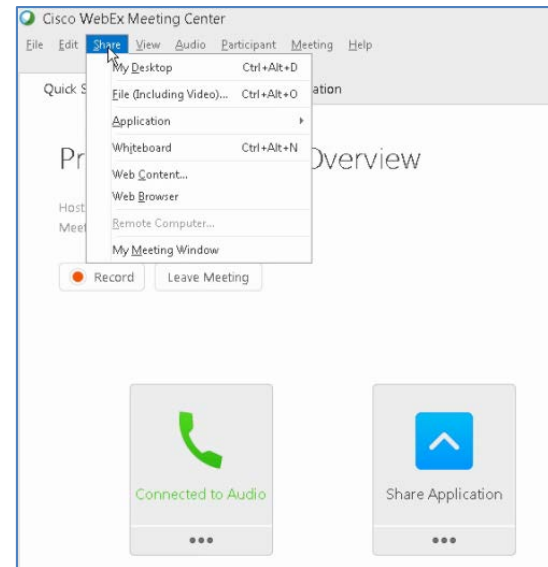 Cisco WebEx Meeting Center
File Edit Share View Audio Participant Meeting Help
My Desktop Ctrl+Alt+D
Quick S
File (Including Video)... Ctrl+Alt+O
ation
Application
Whiteboard Ctrl+Alt+N
Pr
Overview
Web Content...
Web Browser
Host
Remote Computer...
Meet
My Meeting Window
Record Leave Meeting
Connected to Audio
Share Application